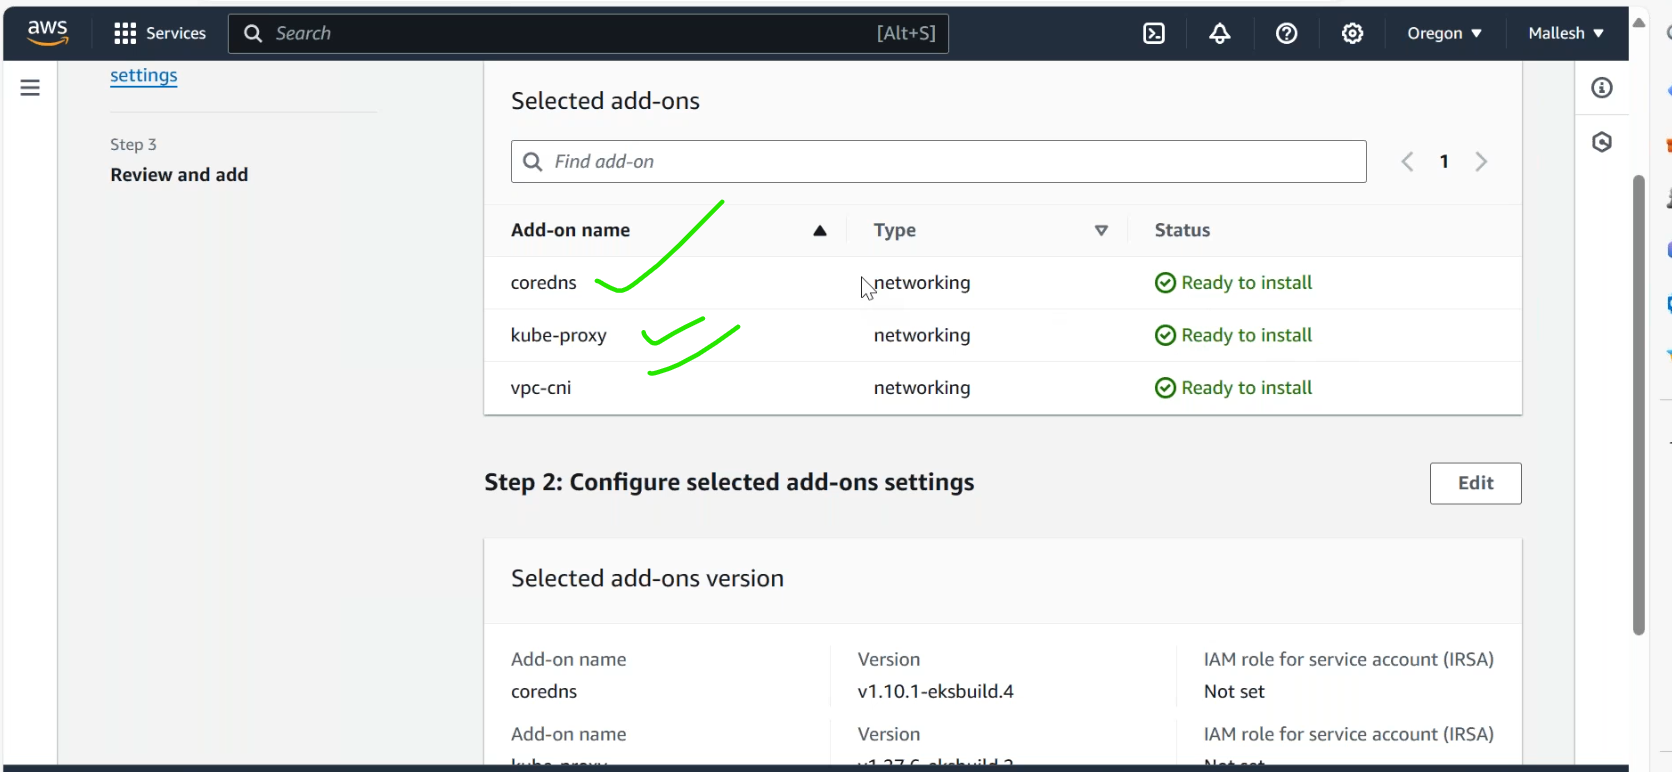 aws
Services
Search
[Alt+S]
Oregon ▼
Mallesh ▼
settings
Step 3
Review and add
Selected add-ons
Find add-on
1
Add-on name
Type
Status
coredns
networking
Ready to install
kube-proxy
networking
Ready to install
vpc-cni
networking
Ready to install
Step 2: Configure selected add-ons settings
Edit
Selected add-ons version
Add-on name
Version
IAM role for service account (IRSA)
coredns
v1.10.1-eksbuild.4
Not set
Add-on name
Version
IAM role for service account (IRSA)
kube-proxy
Not set